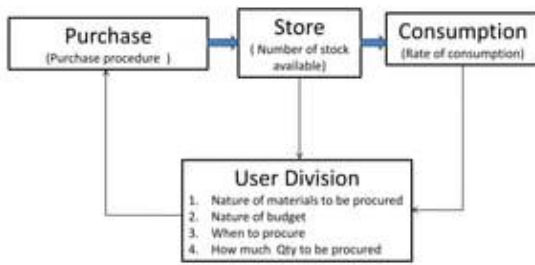 Purchase
(Purchase procedure )
Store
( Number of stock
available)
Consumption
(Rate of consumption)
User Division
1. Nature of materials to be procured
2. Nature of budget
3. When to procure
4. How much Qty to be procured